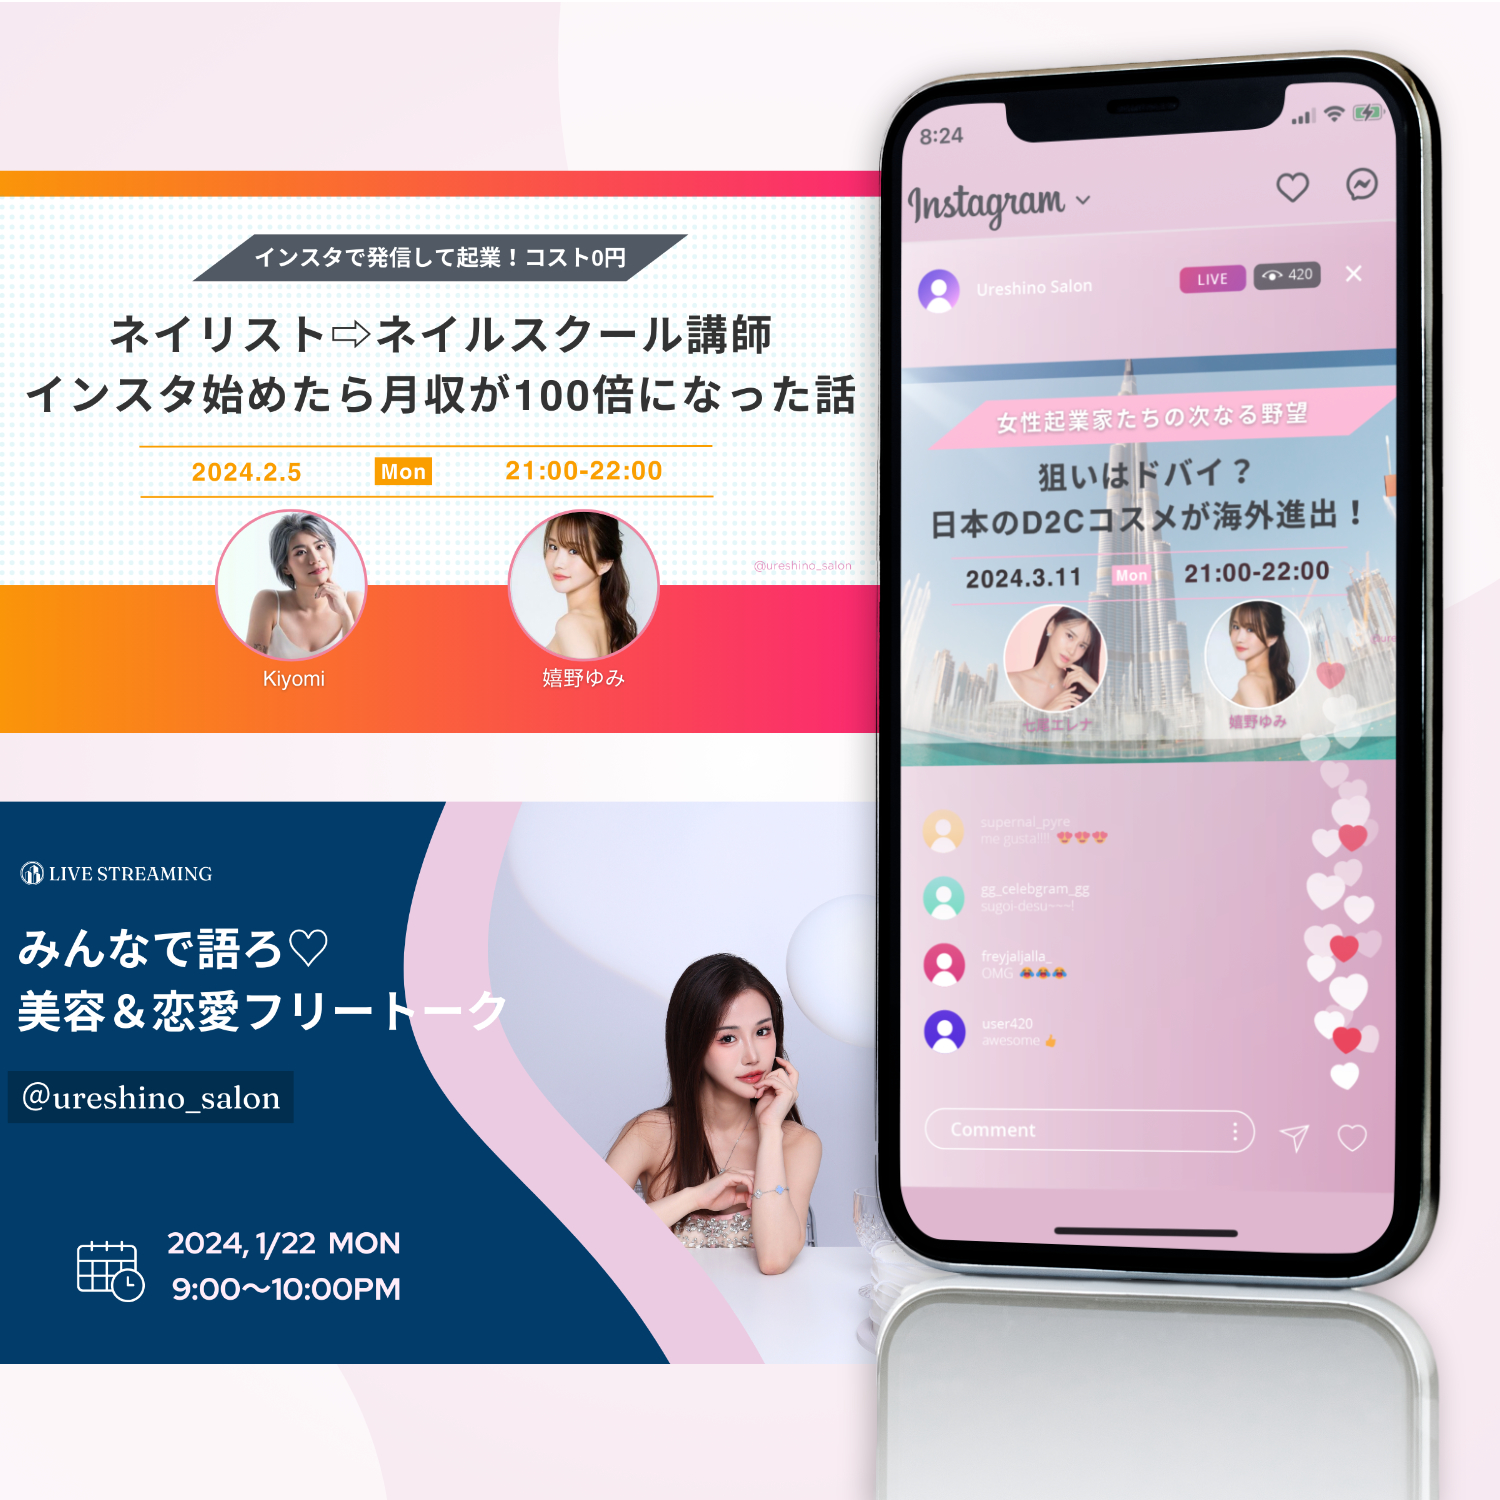 インスタで発信して起業！コスト0円
ネイリスト⇨ネイルスクール講師
インスタ始めたら月収が100倍になった話
2024.2.5 Mon 21:00-22:00
@ureshino_salon
Kiyomi 嬉野ゆみ
LIVE STREAMING
みんなで語ろ♡
美容＆恋愛フリートーク
@ureshino_salon
2024, 1/22 MON
9:00〜10:00PM
8:24
Instagram
Ureshino Salon LIVE 420
女性起業家たちの次なる野望
狙いはドバイ？
日本のD2Cコスメが海外進出！
2024.3.11 Mon 21:00-22:00
七尾エレナ 嬉野ゆみ
supernal_pyre
me gusta!!!! 😍😍😍
gg_celebgram_gg
sugoi-desu~~~!
freyjaljalla_
OMG 😂😂😂
user420
awesome 👍
Comment